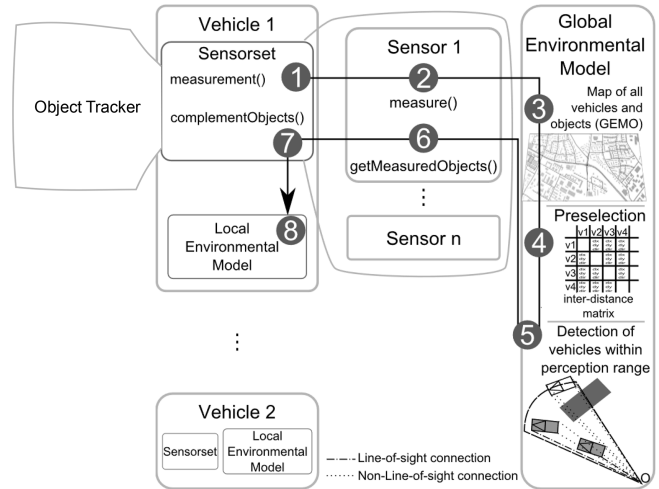 Vehicle 1
Sensorset
measurement()
complementObjects()
Object Tracker
Sensor 1
measure()
getMeasuredObjects()
Sensor n
Local
Environmental
Model
1
2
3
4
5
6
7
8
Global
Environmental
Model
Map of all
vehicles and
objects (GEMO)
Preselection
v1 v2 v3 v4
v1
v2
v3
v4
inter-distance
matrix
Detection of
vehicles within
perception range
Vehicle 2
Sensorset
Local
Environmental
Model
Line-of-sight connection
Non-Line-of-sight connection